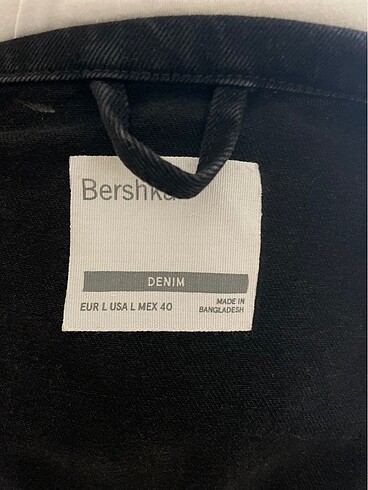 Bershka
DENIM
EUR L USA L MEX 40
MADE IN
BANGLADESH